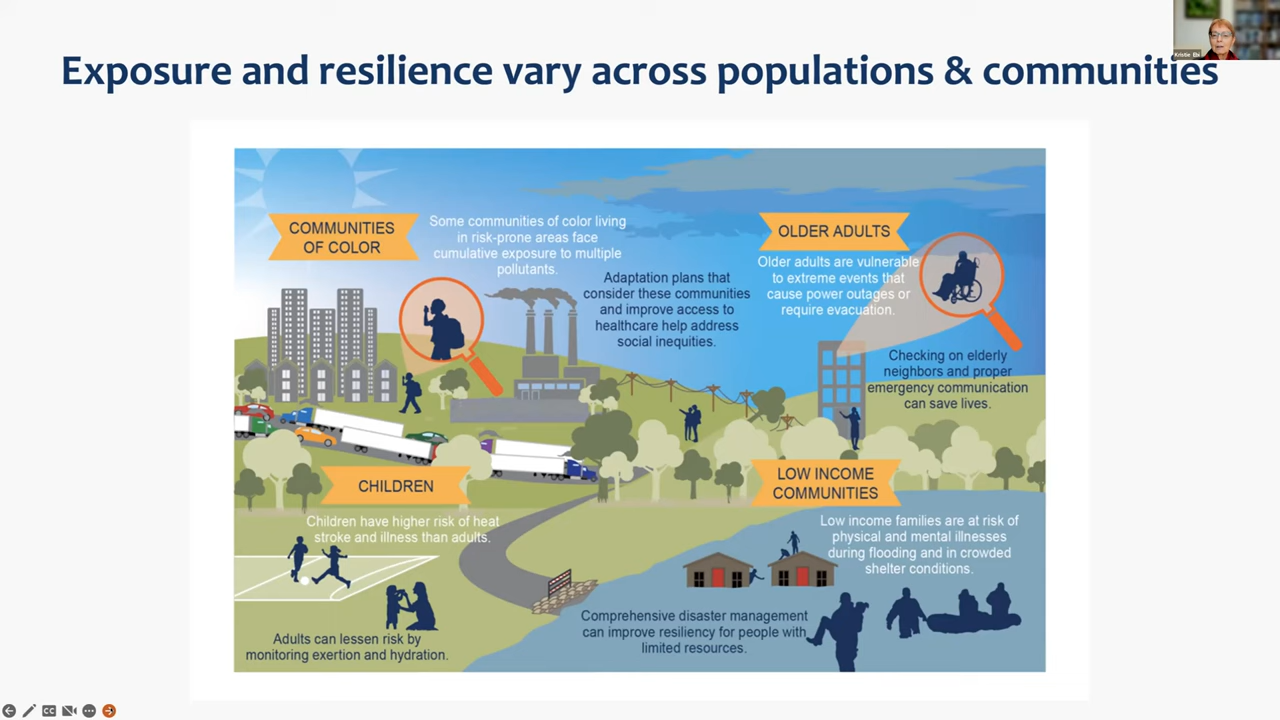 Exposure and resilience vary across populations & communities
Kristie Ebi
COMMUNITIES
OF COLOR
Some communities of color living
in risk-prone areas face
cumulative exposure to multiple
pollutants.
Adaptation plans that
consider these communities
and improve access to
healthcare help address
social inequities.
OLDER ADULTS
Older adults are vulnerable
to extreme events that
cause power outages or
require evacuation.
Checking on elderly
neighbors and proper
emergency communication
can save lives.
CHILDREN
Children have higher risk of heat
stroke and illness than adults.
Adults can lessen risk by
monitoring exertion and hydration.
LOW INCOME
COMMUNITIES
Low income families are at risk of
physical and mental illnesses
during flooding and in crowded
shelter conditions.
Comprehensive disaster management
can improve resiliency for people with
limited resources.
CC